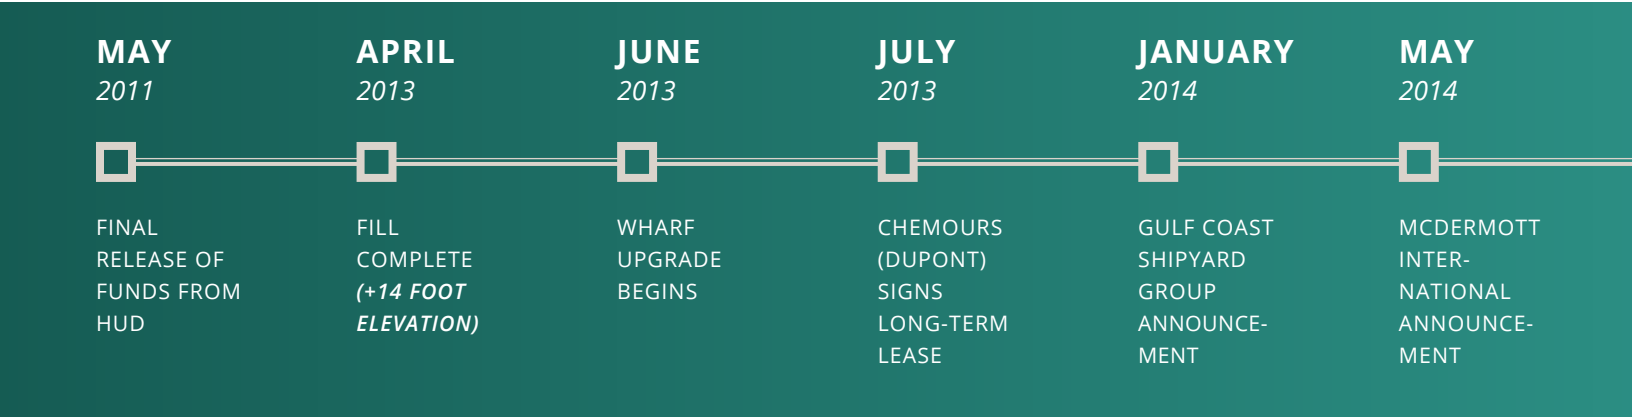 MAY
2011
FINAL
RELEASE OF
FUNDS FROM
HUD
APRIL
2013
FILL
COMPLETE
(+14 FOOT
ELEVATION)
JUNE
2013
WHARF
UPGRADE
BEGINS
JULY
2013
CHEMOURS
(DUPONT)
SIGNS
LONG-TERM
LEASE
JANUARY
2014
GULF COAST
SHIPYARD
GROUP
ANNOUNCE-
MENT
MAY
2014
MCDERMOTT
INTER-
NATIONAL
ANNOUNCE-
MENT